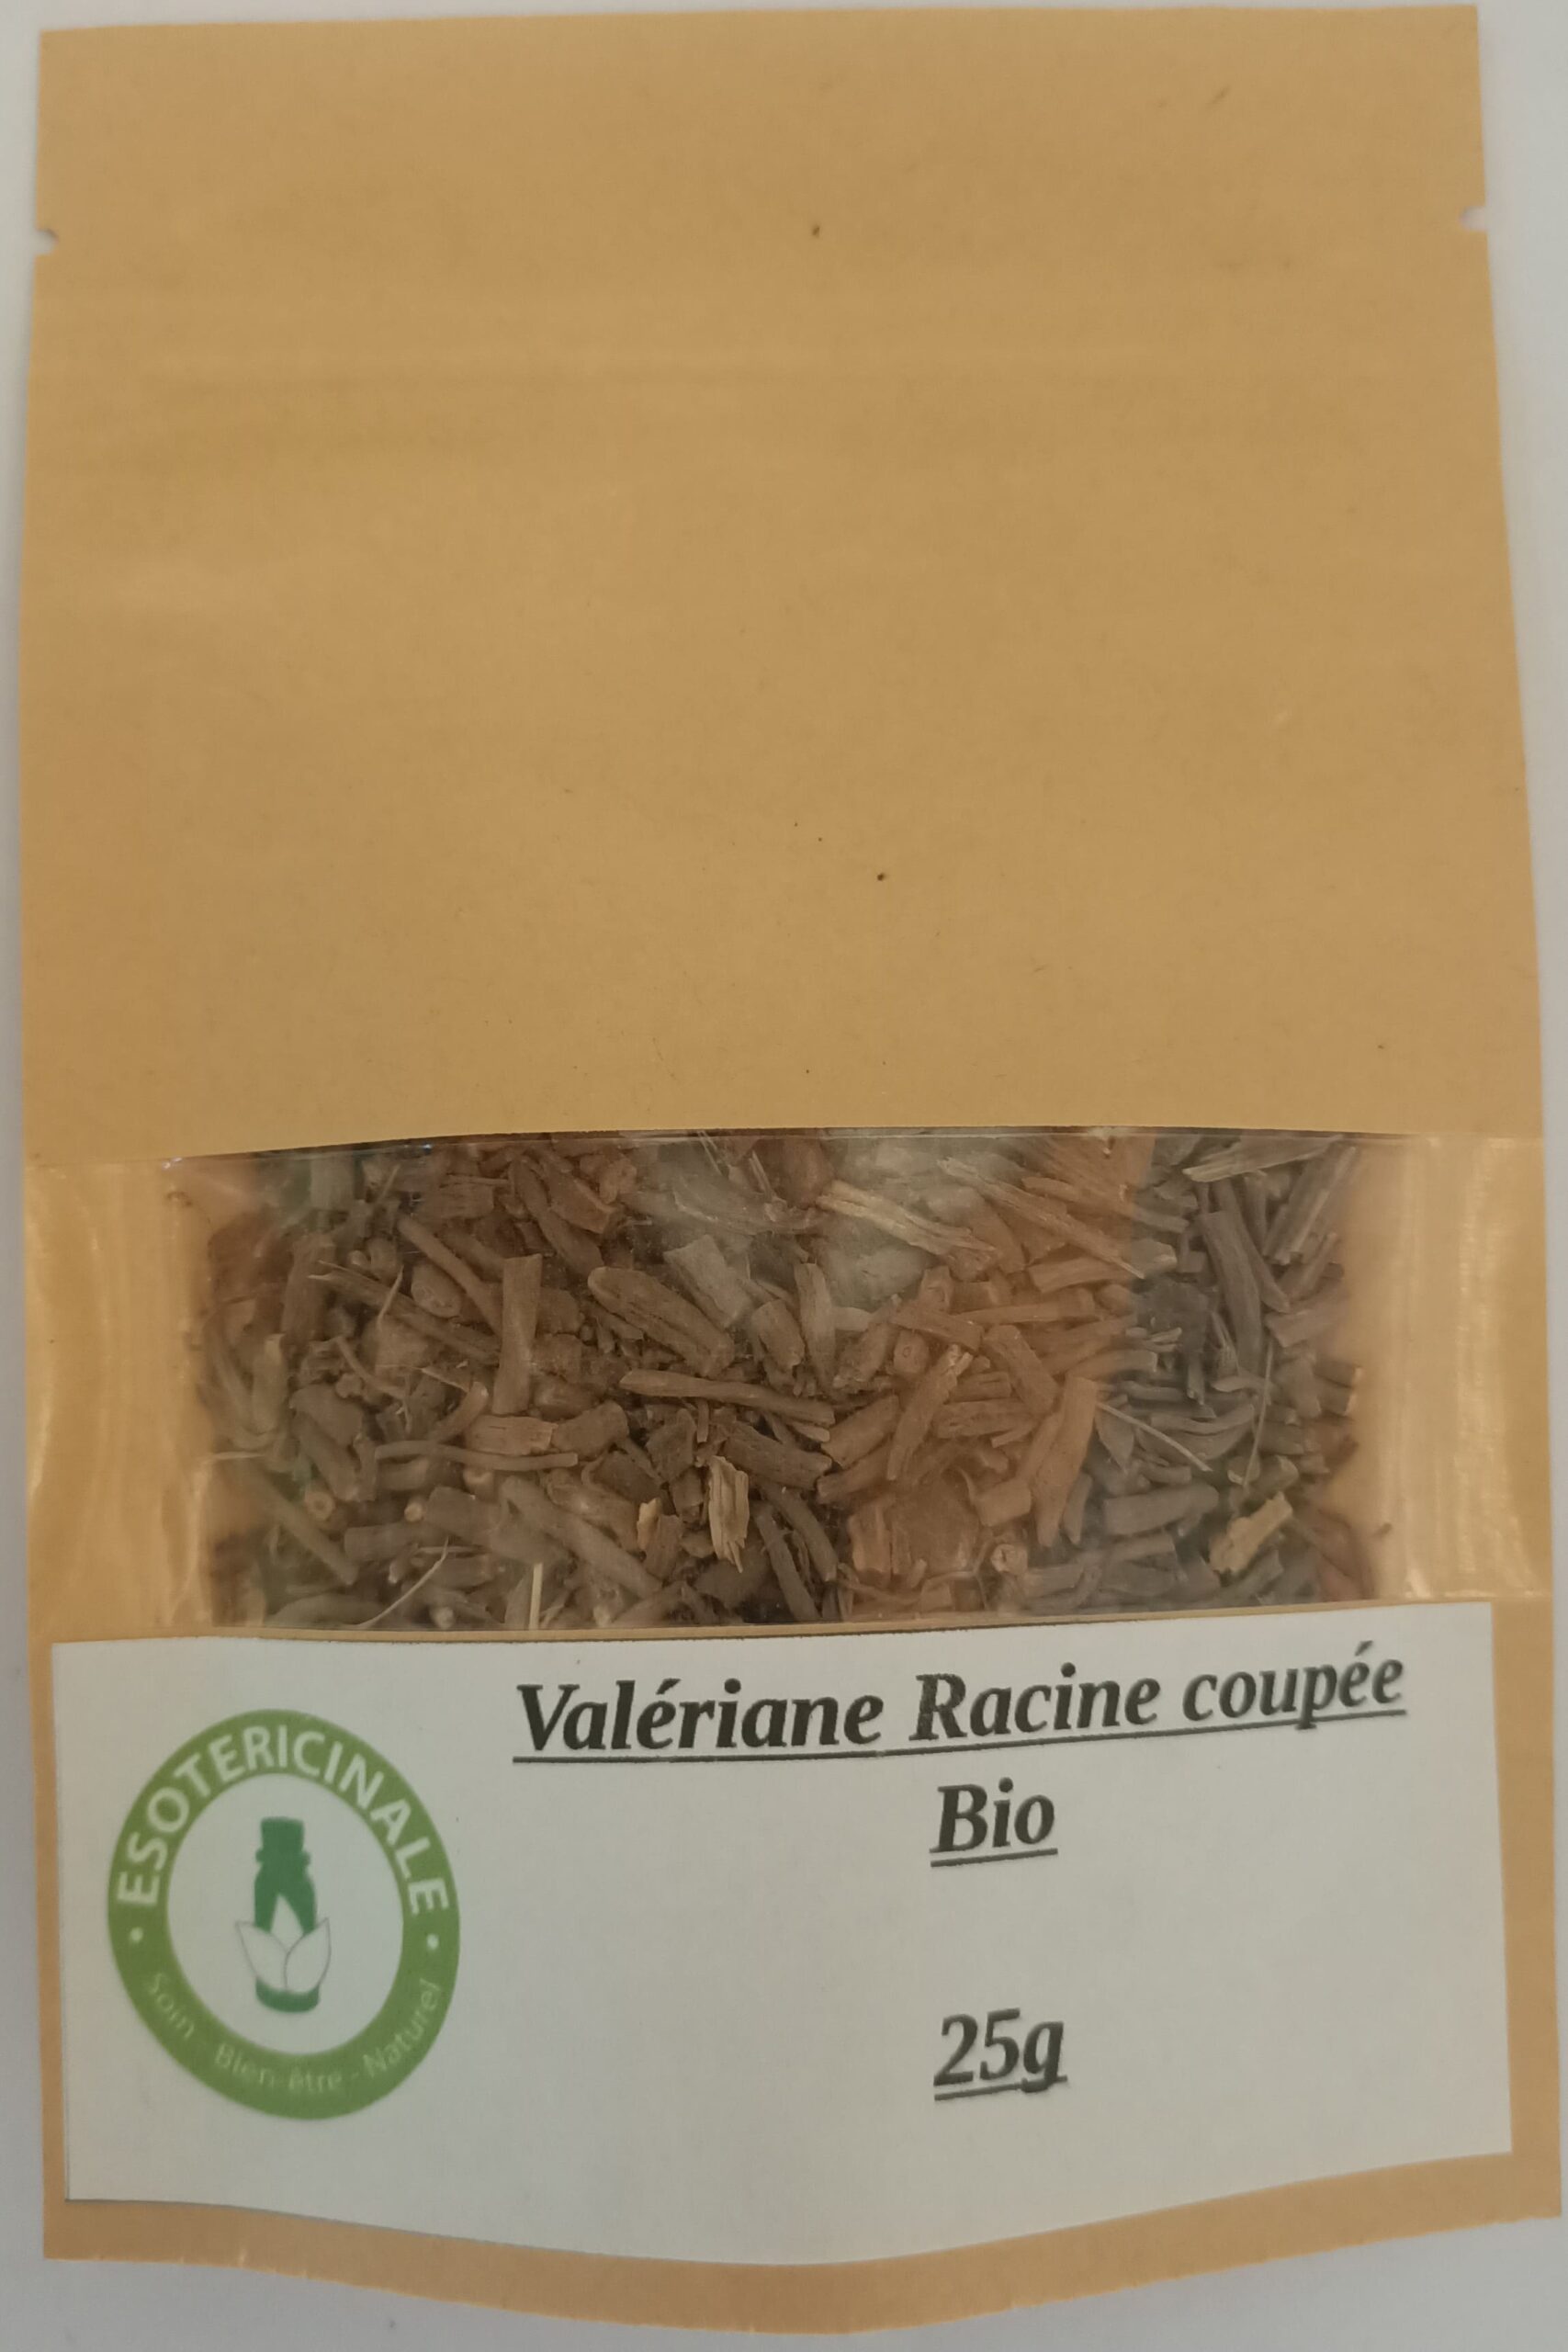 Valériane Racine coupée
Bio
25g
ESOTERICINALE
Soin - Bien-être - Naturel